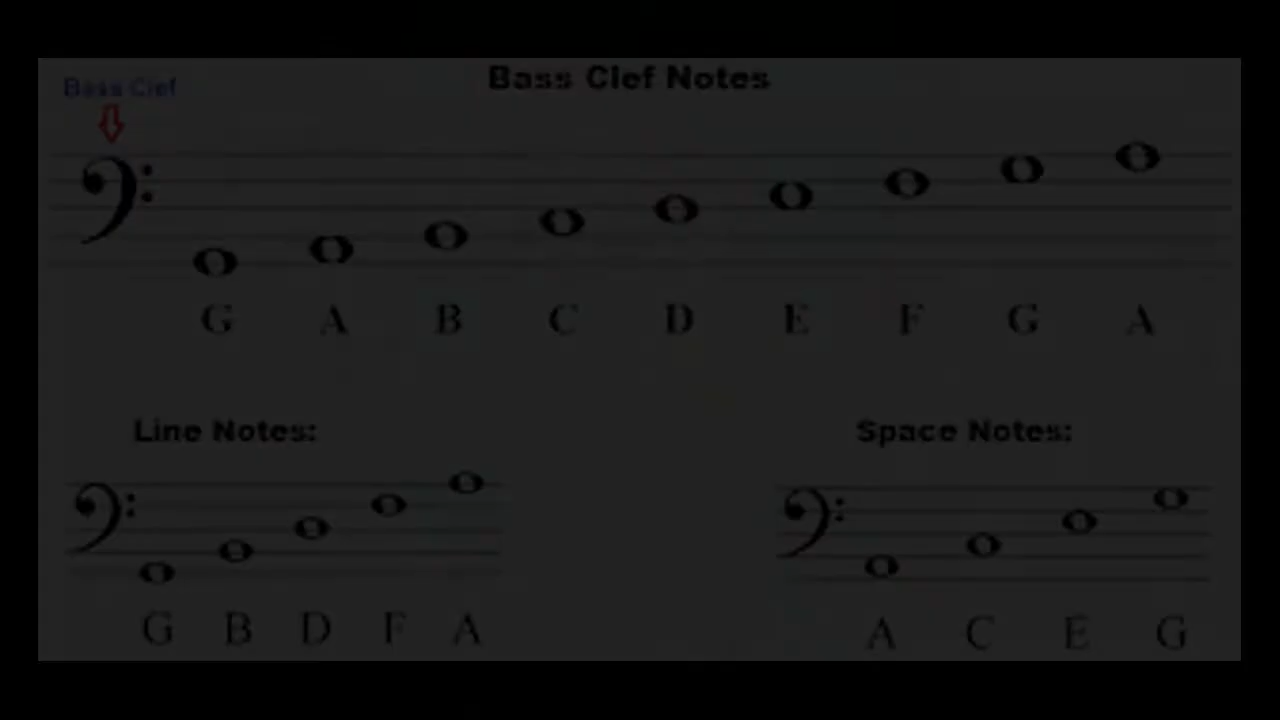 Bass Clef Notes
Bass Clef
G A B C D E F G A
Line Notes:
G B D F A
Space Notes:
A C E G